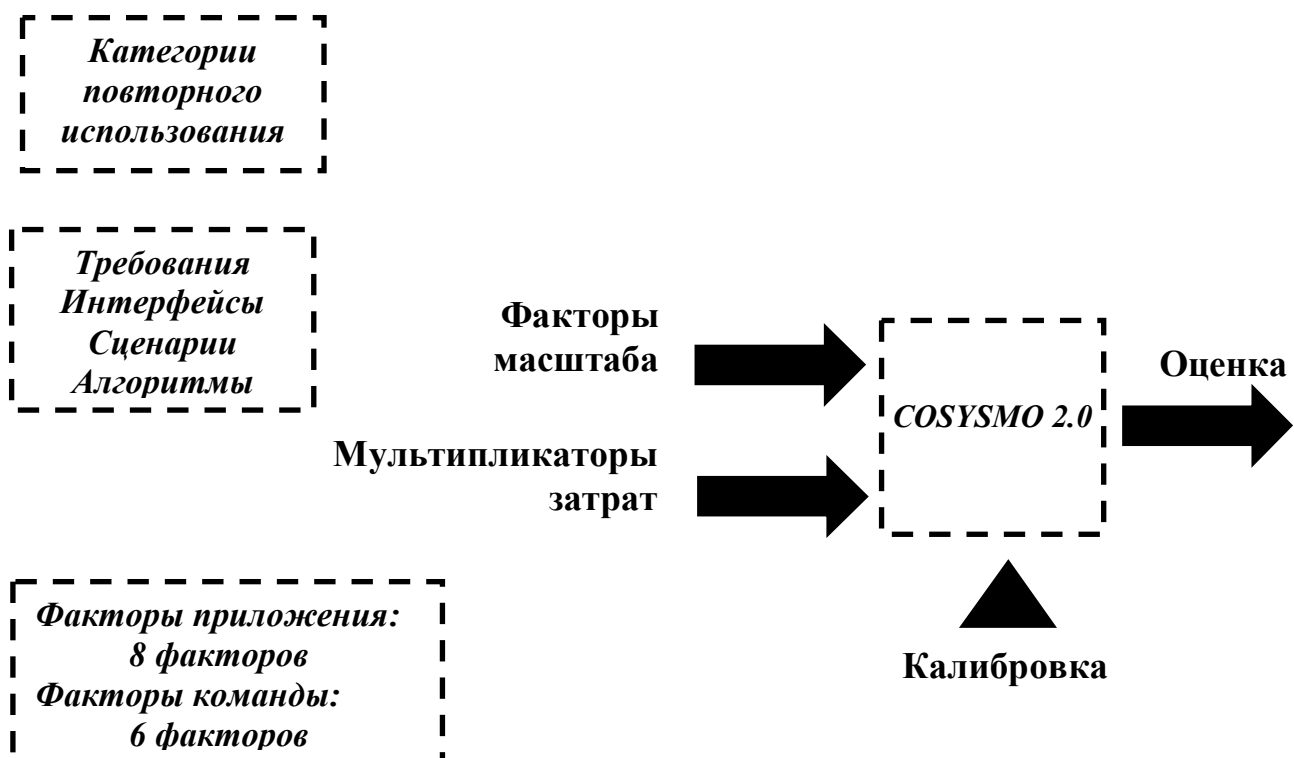 Категории
повторного
использования
Требования
Интерфейсы
Сценарии
Алгоритмы
Факторы
масштаба
Мультипликаторы
затрат
COSYSMO 2.0
Оценка
Калибровка
Факторы приложения:
8 факторов
Факторы команды:
6 факторов